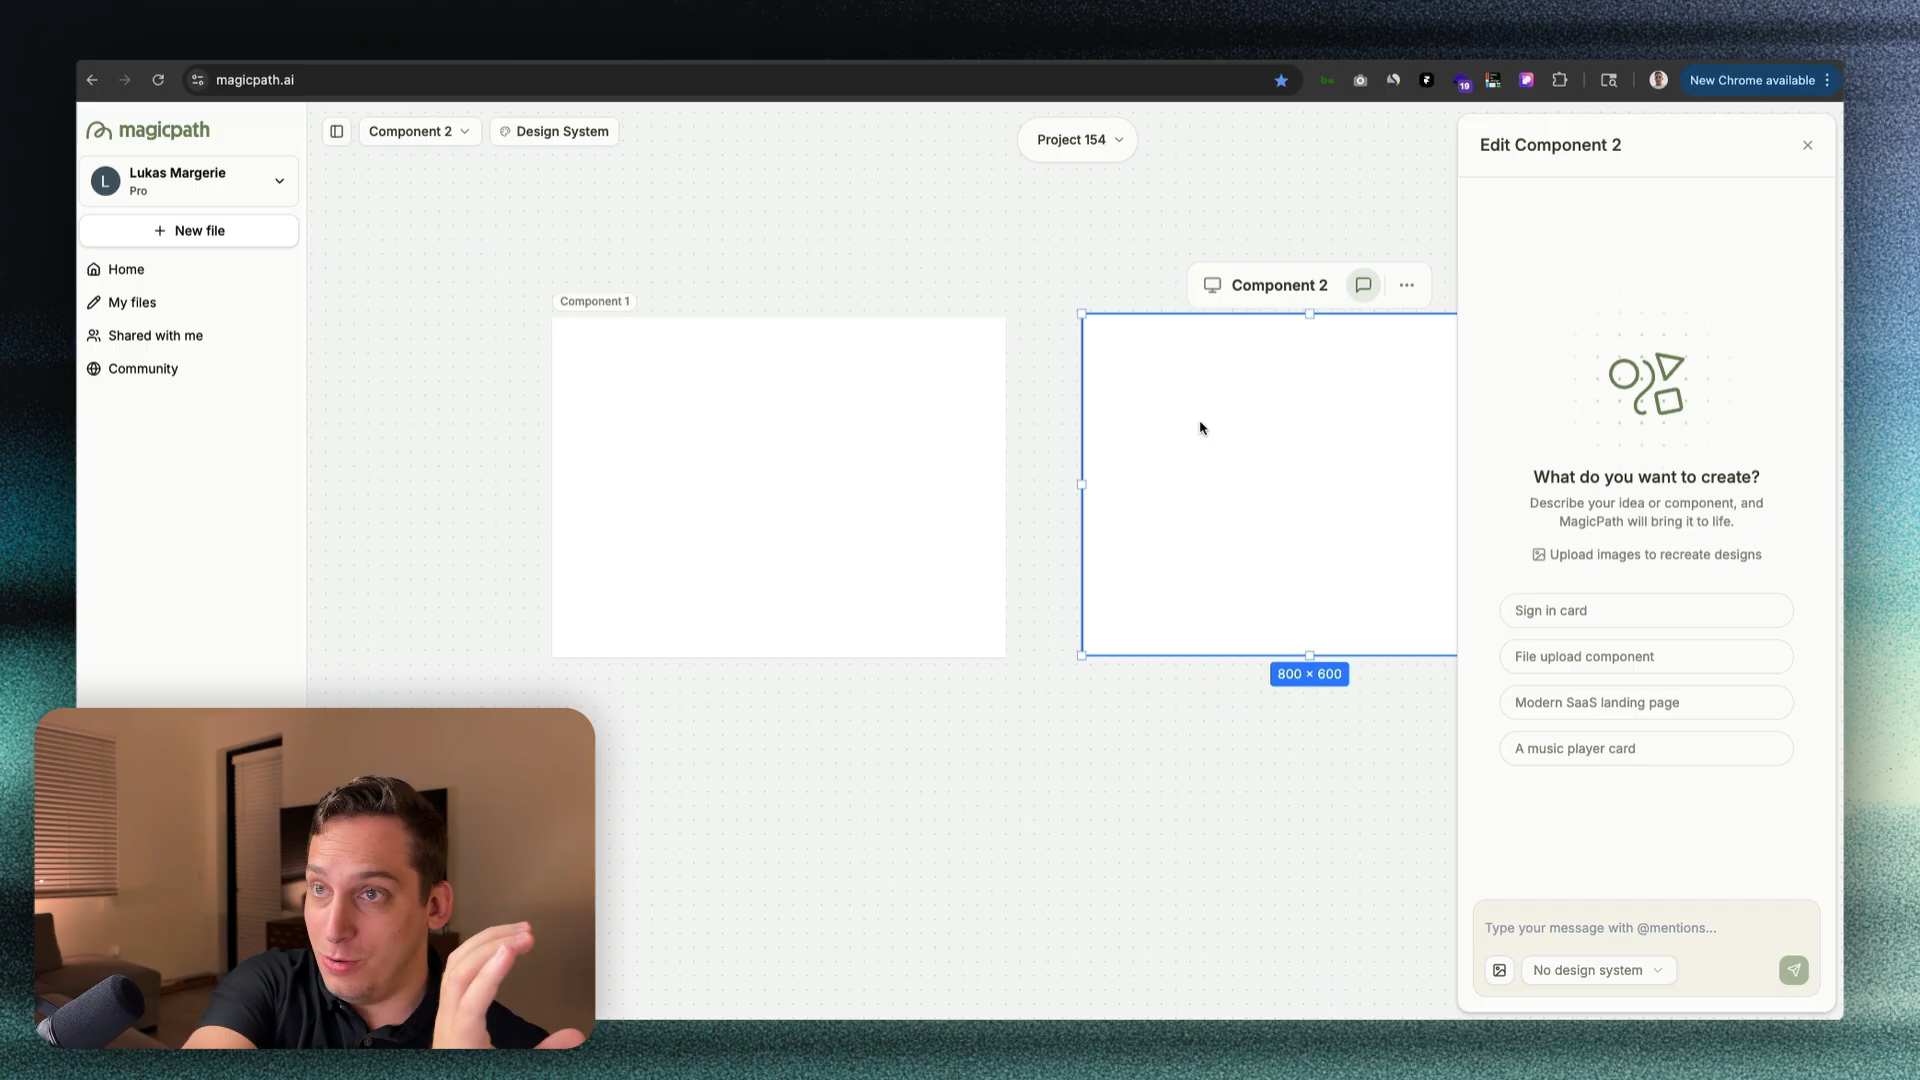 magicpath.ai
19
New Chrome available
magicpath
L
Lukas Margerie
Pro
New file
Home
My files
Shared with me
Community
Component 2
Design System
Project 154
Component 1
Component 2
800 × 600
Edit Component 2
What do you want to create?
Describe your idea or component, and
MagicPath will bring it to life.
Upload images to recreate designs
Sign in card
File upload component
Modern SaaS landing page
A music player card
Type your message with @mentions...
No design system